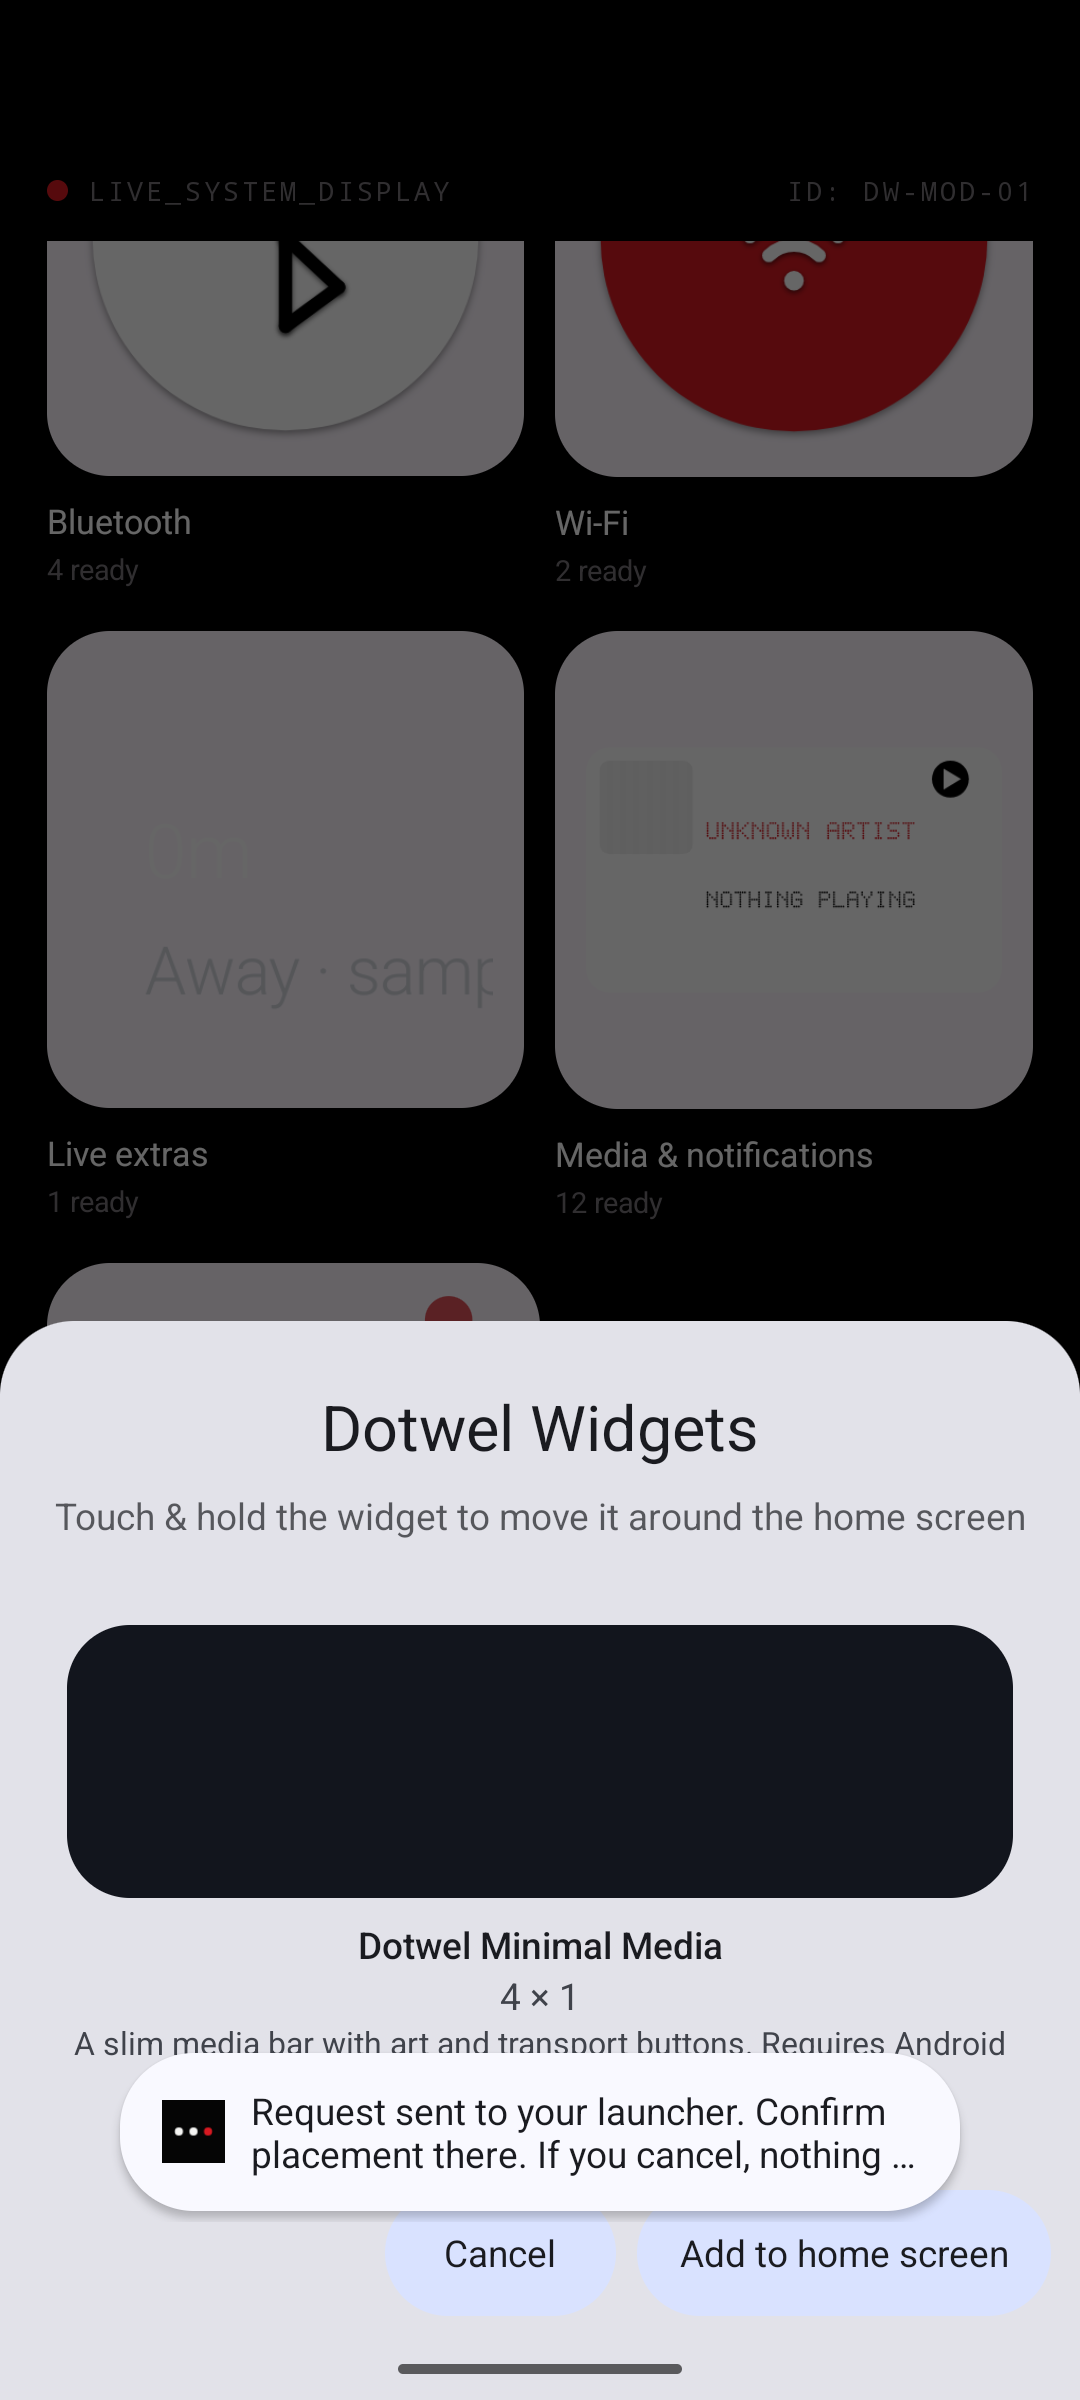 LIVE_SYSTEM_DISPLAY
ID: DW-MOD-01
Bluetooth
4 ready
Wi-Fi
2 ready
0m
Away · samp
UNKNOWN ARTIST
NOTHING PLAYING
Live extras
1 ready
Media & notifications
12 ready
Dotwel Widgets
Touch & hold the widget to move it around the home screen
Dotwel Minimal Media
4 × 1
A slim media bar with art and transport buttons. Requires Android
Request sent to your launcher. Confirm
placement there. If you cancel, nothing ...
Cancel
Add to home screen